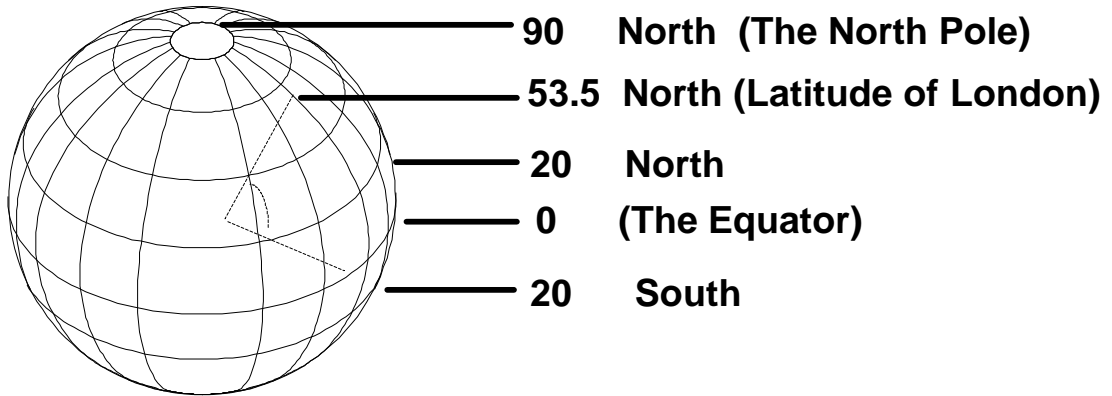 90 North (The North Pole)
53.5 North (Latitude of London)
20 North
0 (The Equator)
20 South